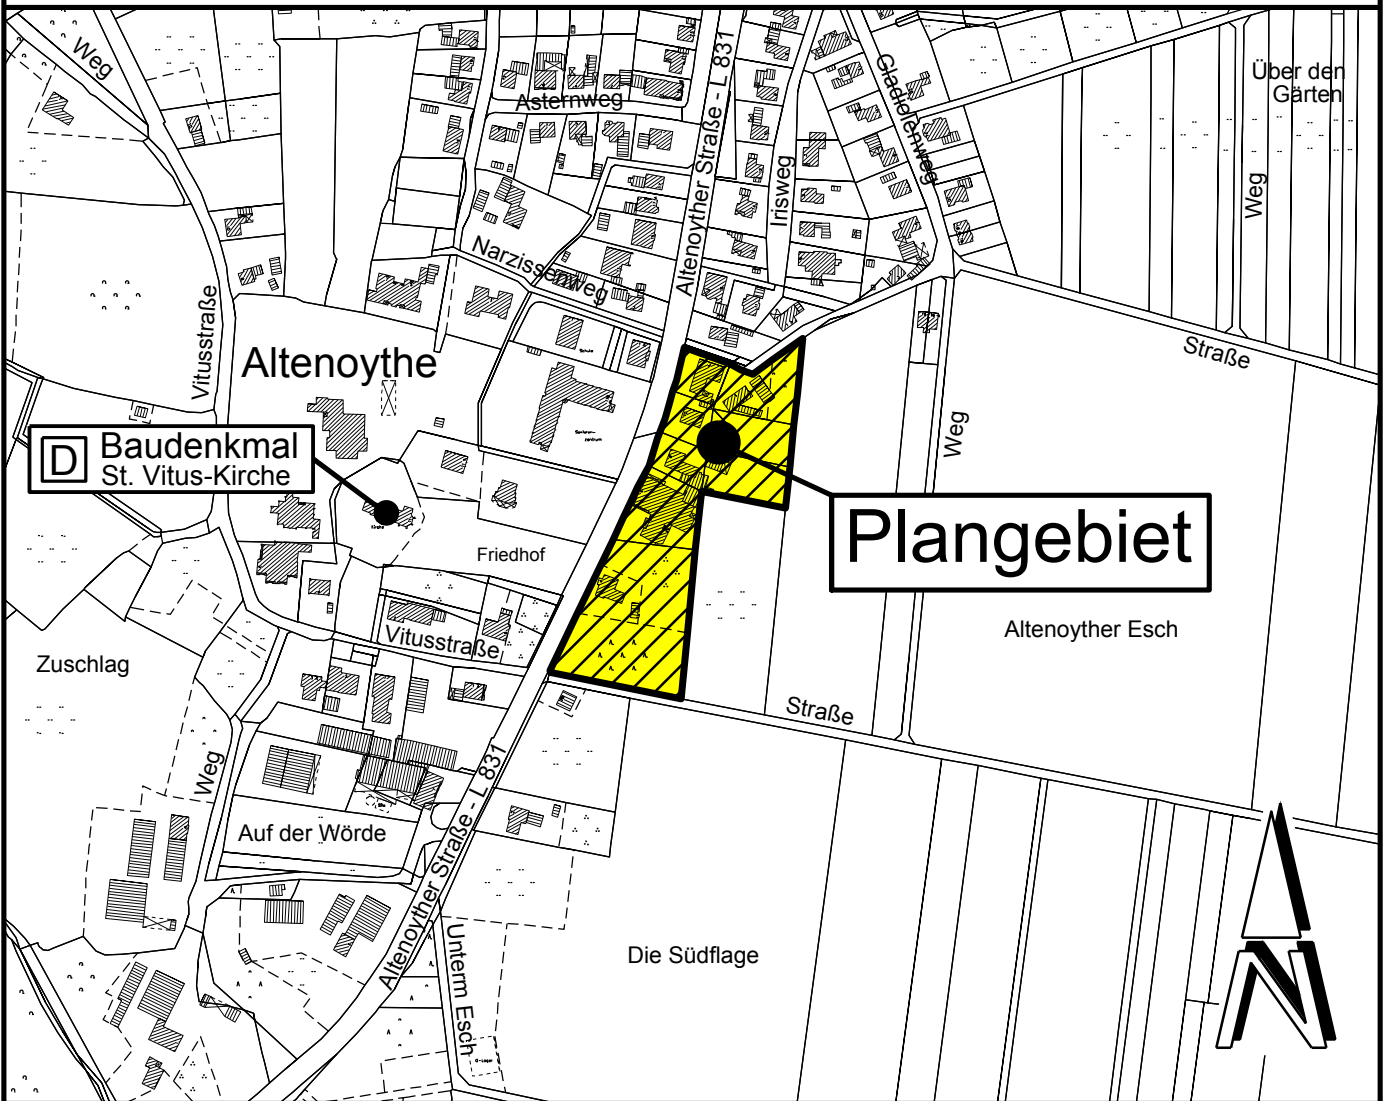 Weg
Asternweg
Altenoyther Straße - L 831
Gladiolenweg
Über den
Gärten
Irisweg
Weg
Narzissenweg
Vitusstraße
Altenoythe
Schule
Straße
Weg
D
Baudenkmal
St. Vitus-Kirche
Kirche
Plangebiet
Friedhof
Altenoyther Esch
Vitusstraße
Zuschlag
Straße
Weg
Auf der Wörde
Altenoyther Straße - L 831
Unterm Esch
Die Südflage
N